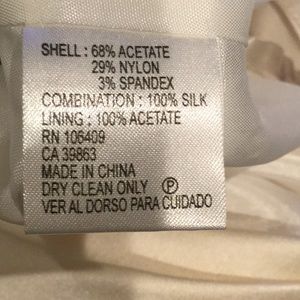 SHELL : 68% ACETATE
29% NYLON
3% SPANDEX
COMBINATION : 100% SILK
LINING : 100% ACETATE
RN 106409
CA 39863
MADE IN CHINA
DRY CLEAN ONLY Ⓟ
VER AL DORSO PARA CUIDADO